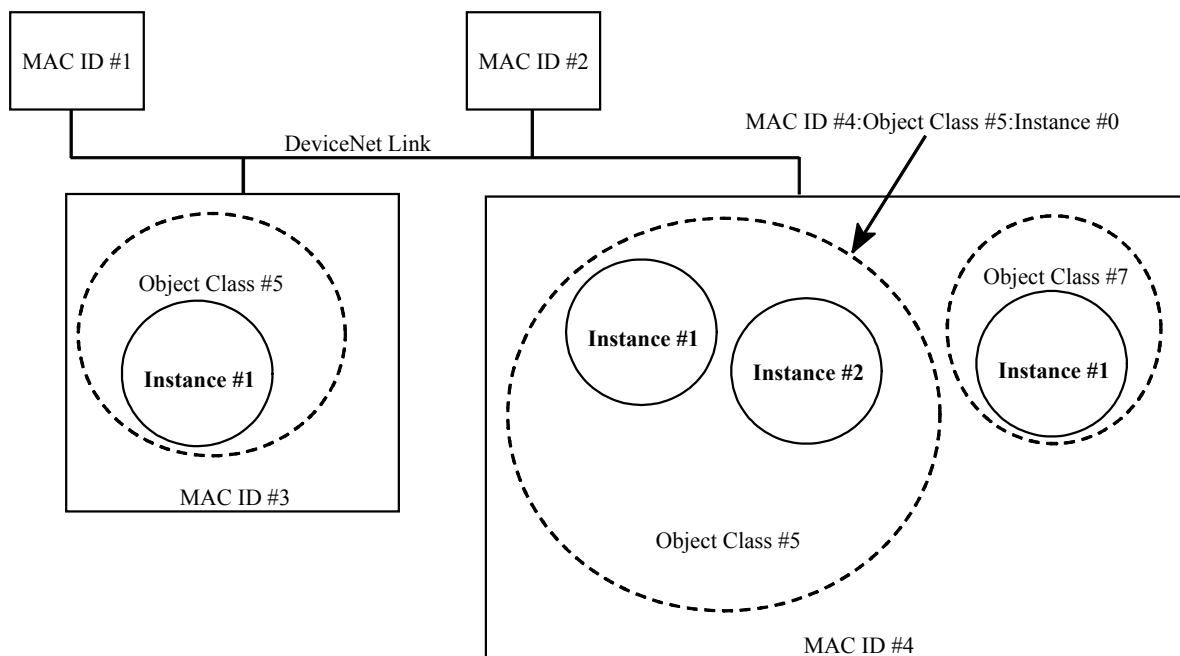 MAC ID #1
MAC ID #2
MAC ID #4:Object Class #5:Instance #0
DeviceNet Link
Object Class #5
Instance #1
MAC ID #3
Instance #1
Instance #2
Object Class #5
Object Class #7
Instance #1
MAC ID #4